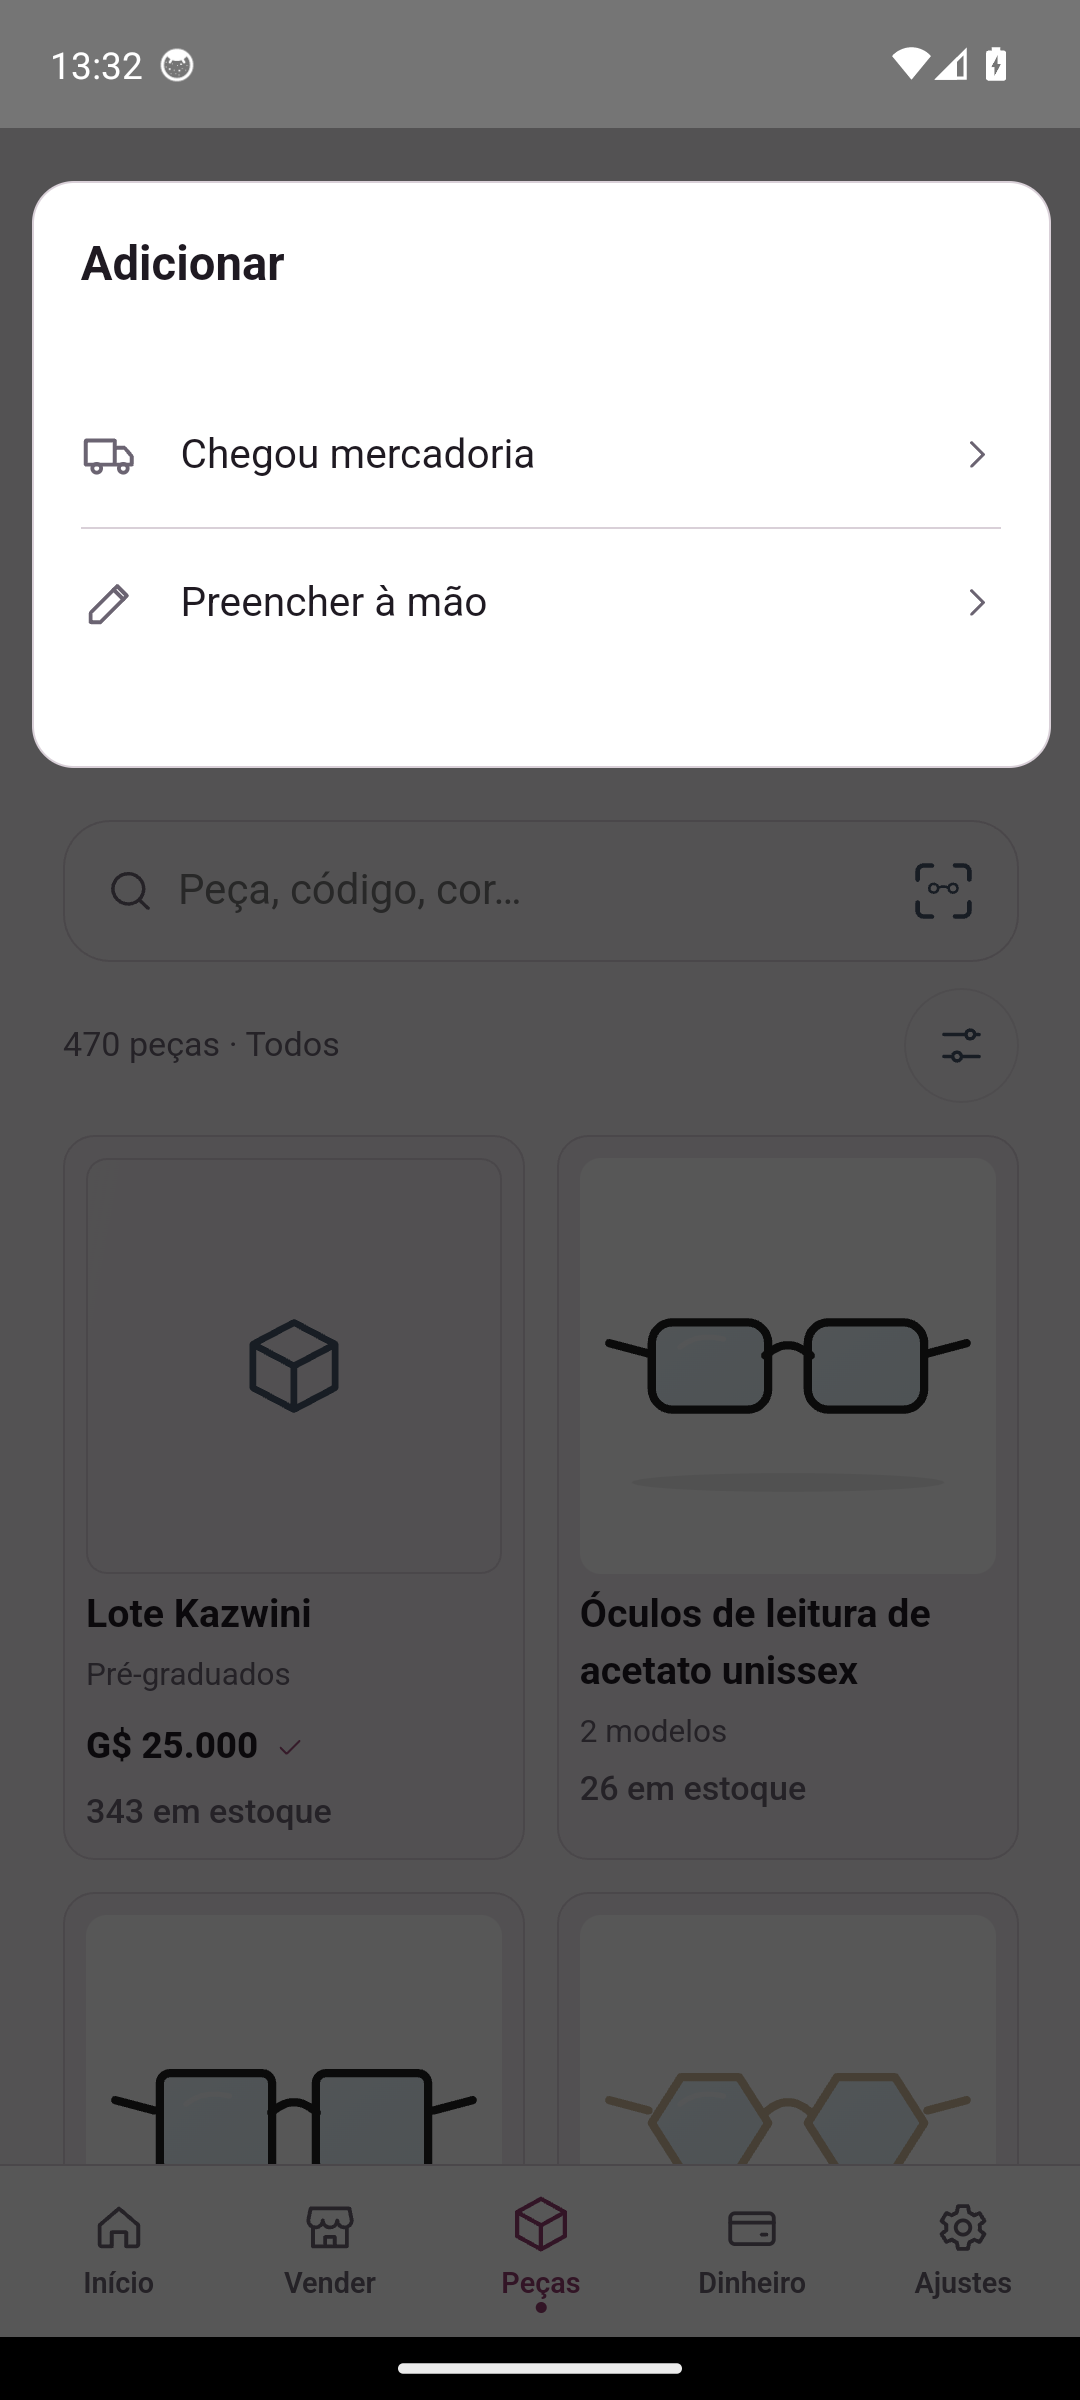 13:32
Adicionar
Chegou mercadoria
Preencher à mão
Peça, código, cor…
470 peças · Todos
Lote Kazwini
Pré-graduados
G$ 25.000
343 em estoque
Óculos de leitura de
acetato unissex
2 modelos
26 em estoque
Início
Vender
Peças
Dinheiro
Ajustes